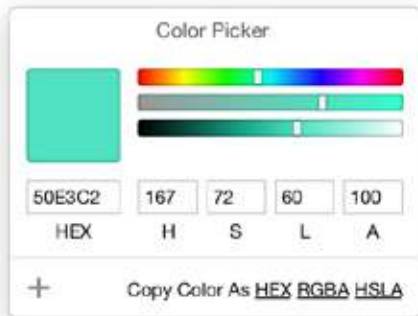 Color Picker
50E3C2 167 72 60 100
HEX H S L A
+ Copy Color As HEX RGBA HSLA